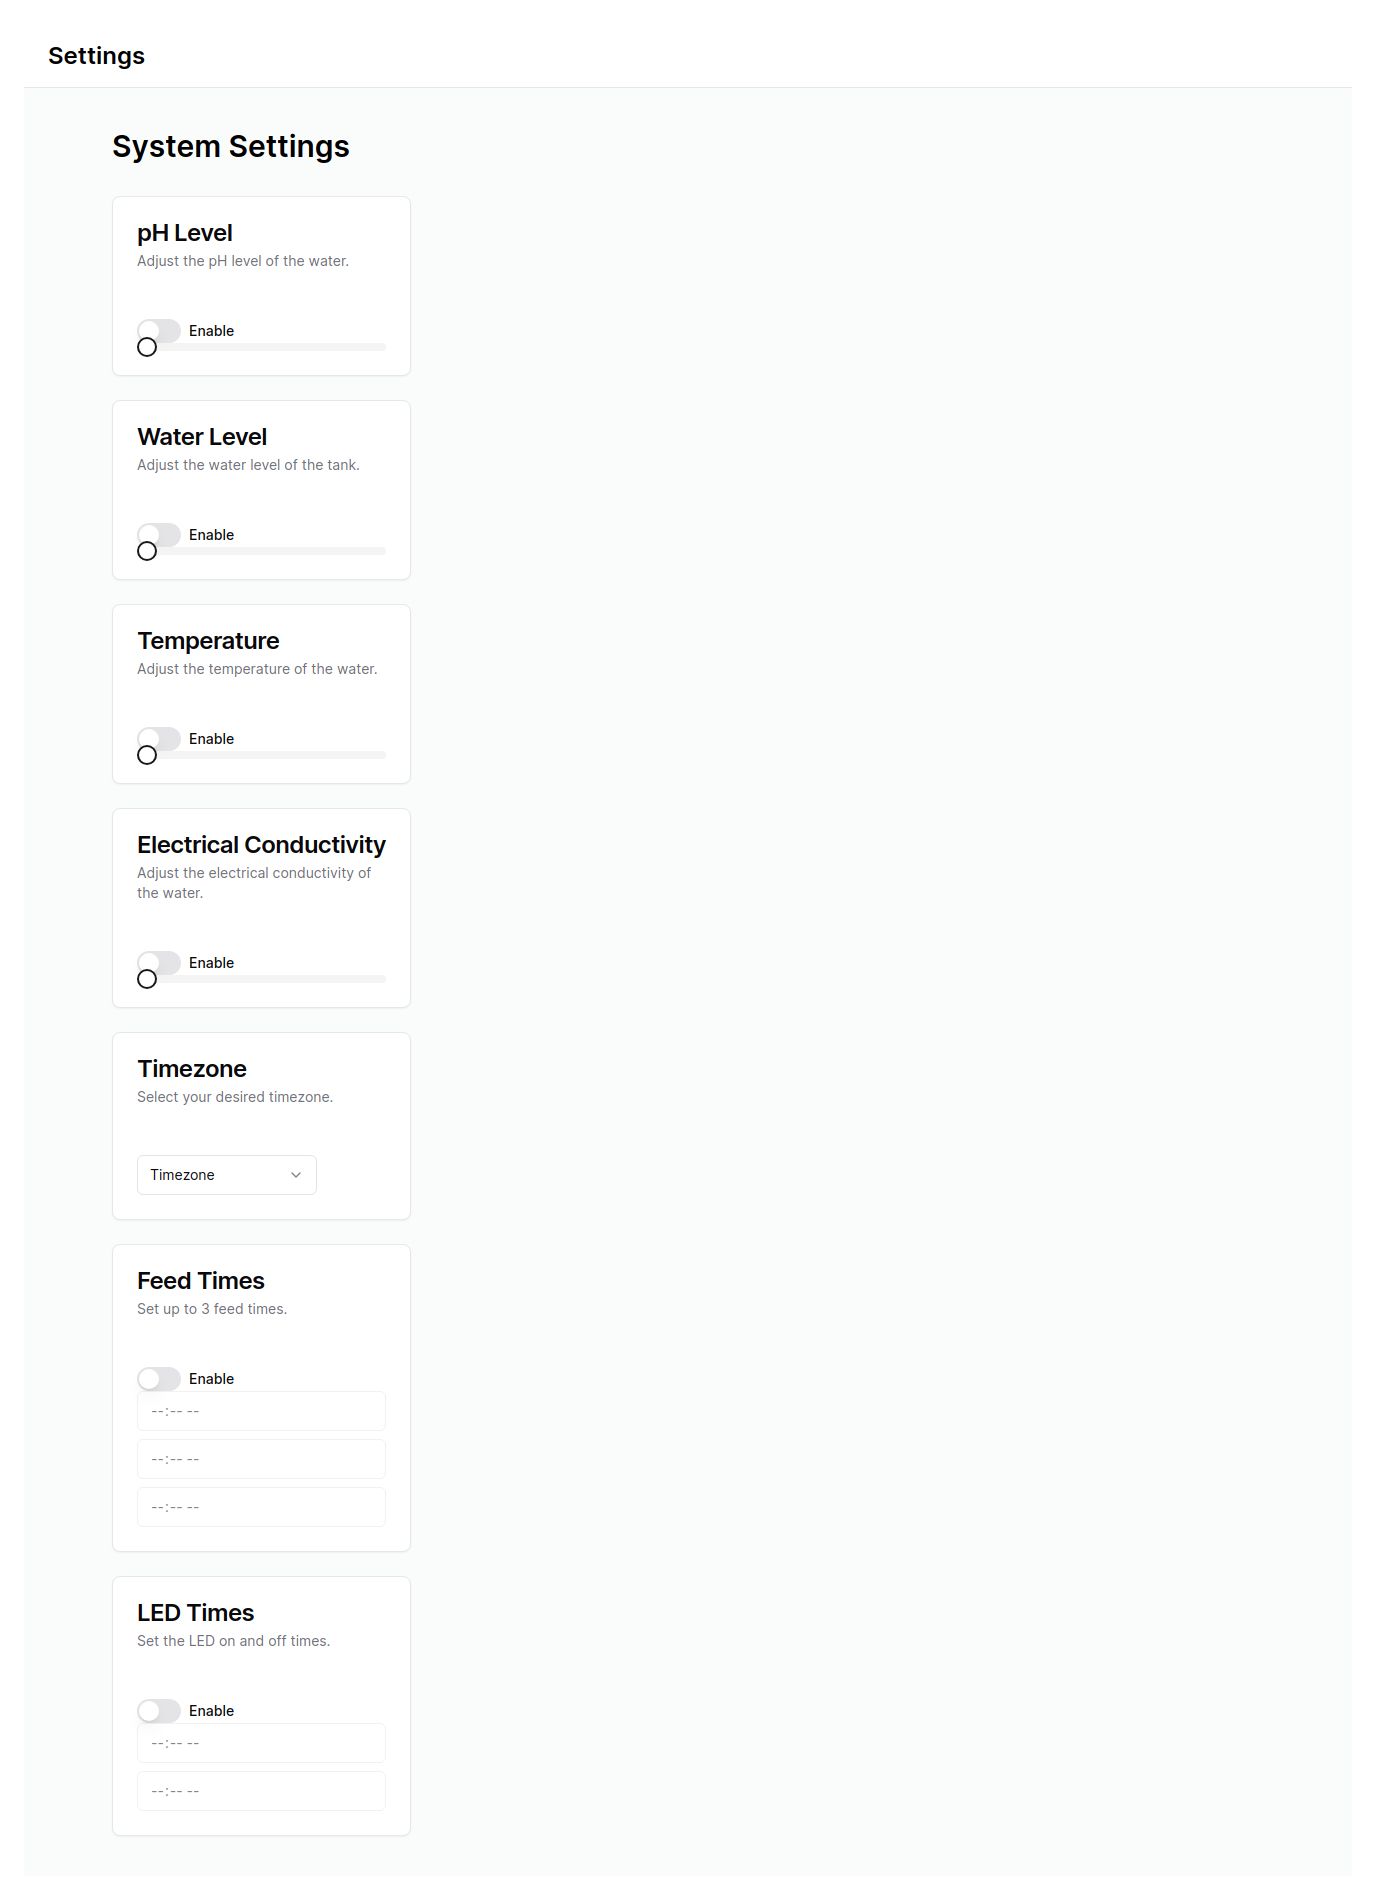 Settings
System Settings
pH Level
Adjust the pH level of the water.
Enable
Water Level
Adjust the water level of the tank.
Enable
Temperature
Adjust the temperature of the water.
Enable
Electrical Conductivity
Adjust the electrical conductivity of
the water.
Enable
Timezone
Select your desired timezone.
Timezone
Feed Times
Set up to 3 feed times.
Enable
--:-- --
--:-- --
--:-- --
LED Times
Set the LED on and off times.
Enable
--:-- --
--:-- --